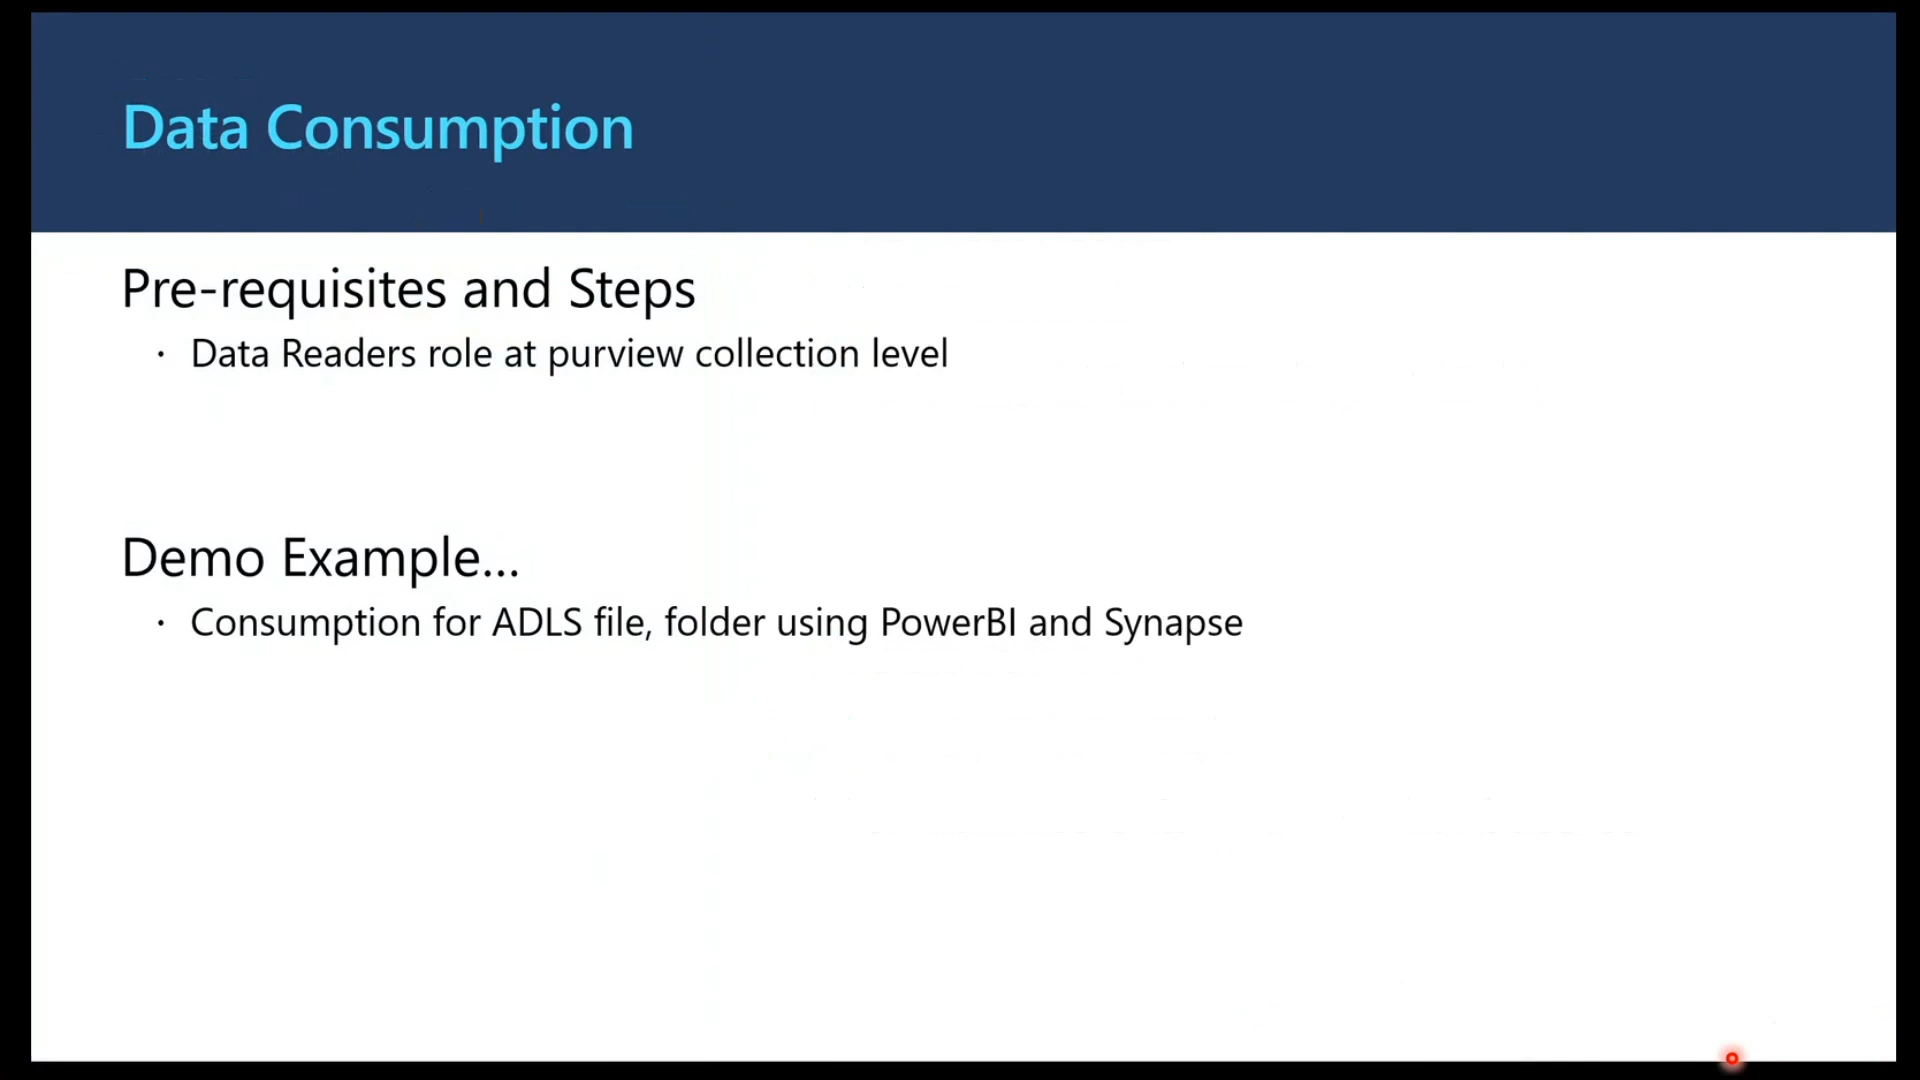 Data Consumption
Pre-requisites and Steps
· Data Readers role at purview collection level
Demo Example...
· Consumption for ADLS file, folder using PowerBI and Synapse